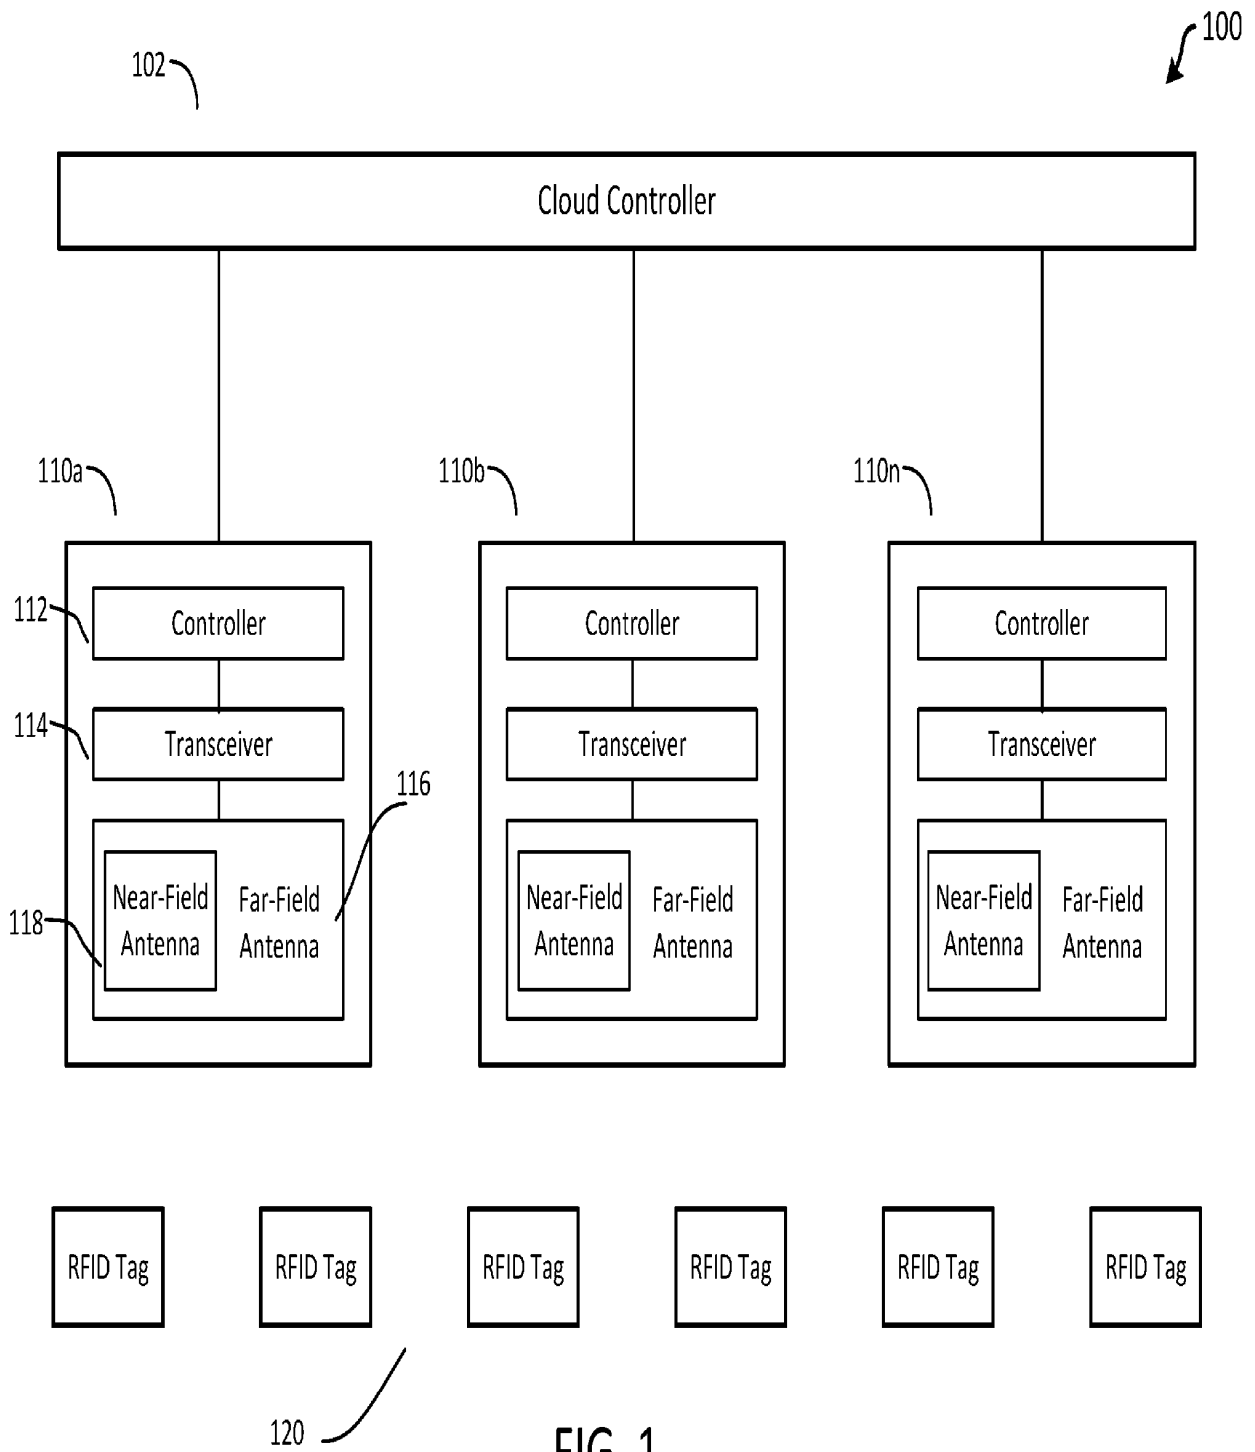 100
102
Cloud Controller
110a 110b 110n
112
Controller Controller Controller
114
Transceiver Transceiver Transceiver
116
Near-Field Far-Field Near-Field Far-Field Near-Field Far-Field
118
Antenna Antenna Antenna Antenna Antenna Antenna
RFID Tag RFID Tag RFID Tag RFID Tag RFID Tag RFID Tag
120
FIG. 1